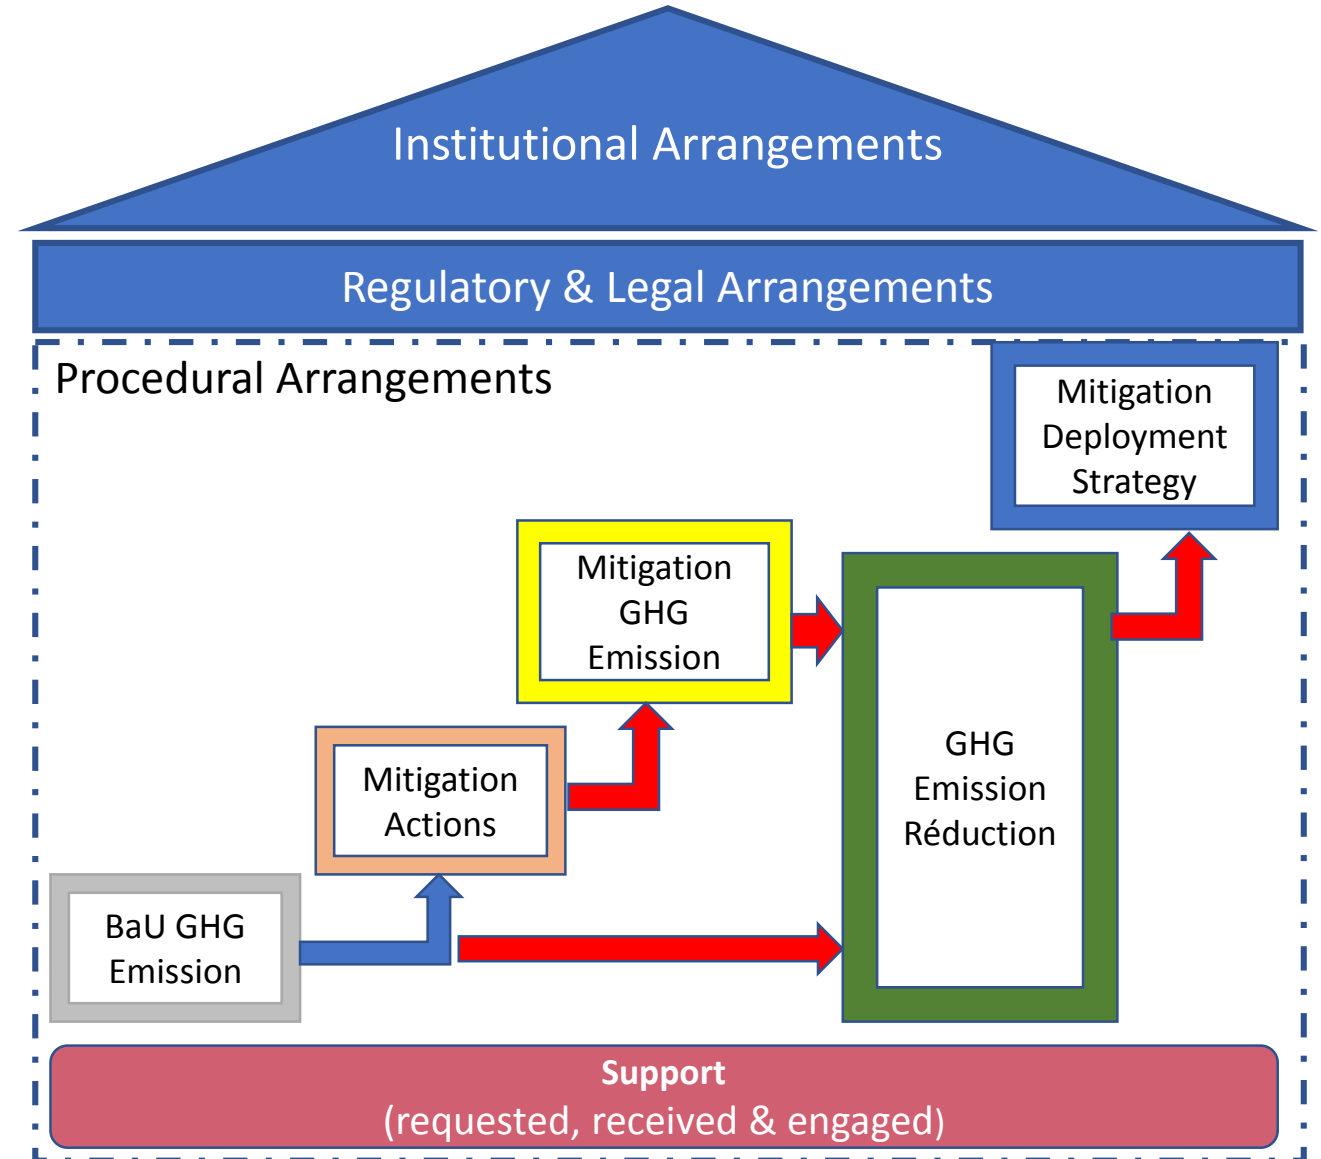 Institutional Arrangements
Regulatory & Legal Arrangements
Procedural Arrangements
Mitigation
Deployment
Strategy
Mitigation
GHG
Emission
GHG
Emission
Réduction
Mitigation
Actions
BaU GHG
Emission
Support
(requested, received & engaged)